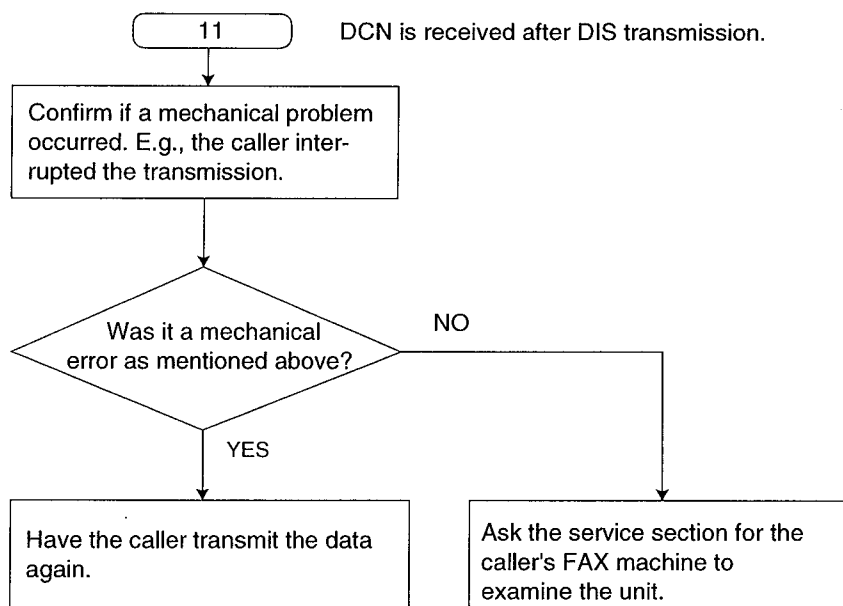 11
DCN is received after DIS transmission.
Confirm if a mechanical problem
occurred. E.g., the caller inter-
rupted the transmission.
Was it a mechanical
error as mentioned above?
NO
YES
Have the caller transmit the data
again.
Ask the service section for the
caller's FAX machine to
examine the unit.